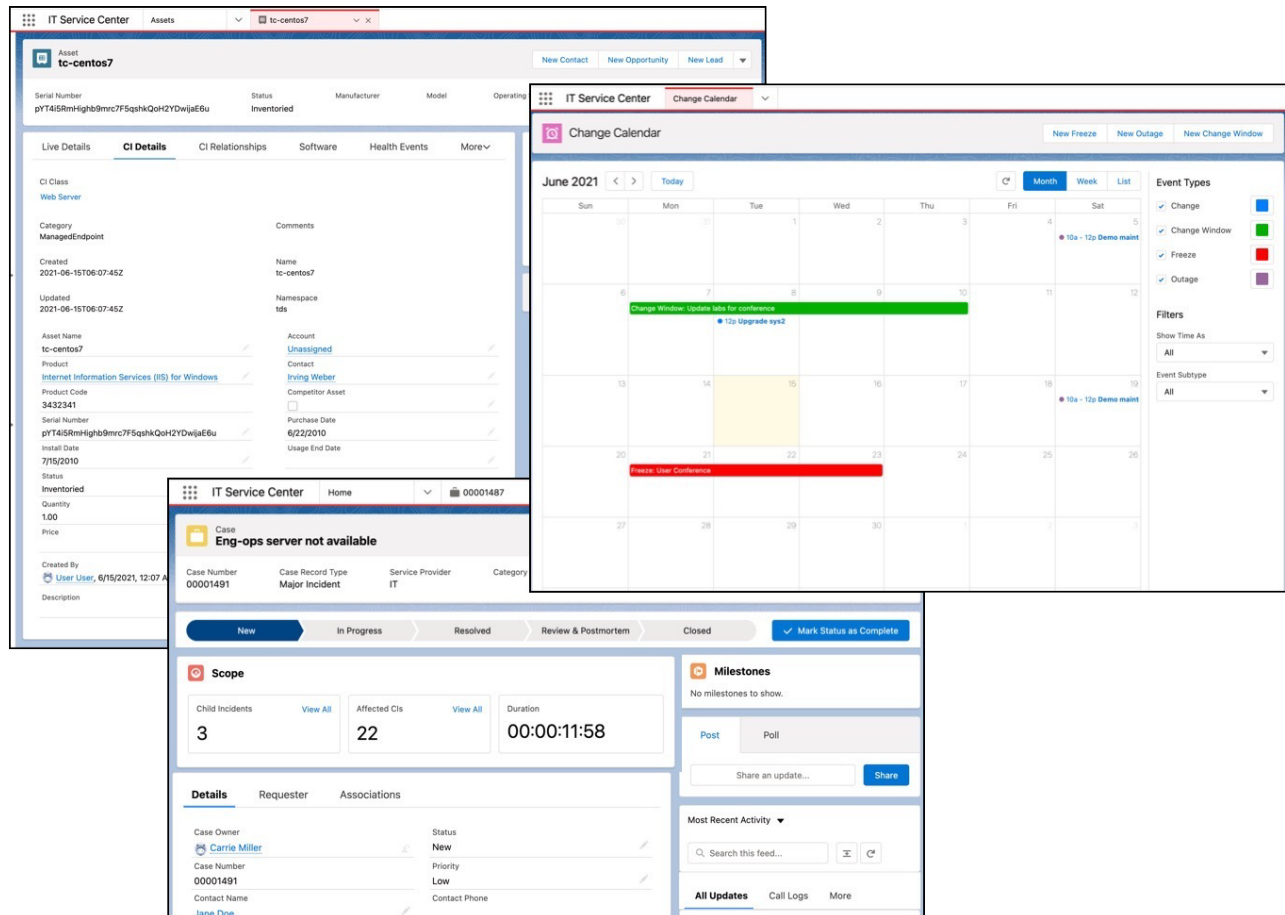 IT Service Center Assets tc-centos7
Asset
tc-centos7
New Contact New Opportunity New Lead
Serial Number Status Manufacturer Model Operating
pYT4i5RmHighb9mrc7F5qshkQoH2YDwijaE6u Inventoried
Live Details CI Details CI Relationships Software Health Events More
CI Class
Web Server
Category Comments
ManagedEndpoint
Created Name
2021-06-15T06:07:45Z tc-centos7
Updated Namespace
2021-06-15T06:07:45Z tds
Asset Name Account
tc-centos7 Unassigned
Product Contact
Internet Information Services (IIS) for Windows Irving Weber
Product Code Competitor Asset
3432341
Serial Number Purchase Date
pYT4i5RmHighb9mrc7F5qshkQoH2YDwijaE6u 6/22/2010
Install Date Usage End Date
7/15/2010
Status
Inventoried
Quantity
1.00
Price
Created By
User User, 6/15/2021, 12:07 A
Description
IT Service Center Change Calendar
Change Calendar
New Freeze New Outage New Change Window
June 2021 Today Month Week List
Sun Mon Tue Wed Thu Fri Sat
30 31 1 2 3 4 5
10a - 12p Demo maint
6 7 8 9 10 11 12
Change Window: Update labs for conference
12p Upgrade sys2
13 14 15 16 17 18 19
10a - 12p Demo maint
20 21 22 23 24 25 26
Freeze: User Conference
27 28 29 30 1 2 3
Event Types
Change
Change Window
Freeze
Outage
Filters
Show Time As
All
Event Subtype
All
IT Service Center Home 00001487
Case
Eng-ops server not available
Case Number Case Record Type Service Provider Category
00001491 Major Incident IT
New In Progress Resolved Review & Postmortem Closed Mark Status as Complete
Scope
Child Incidents View All Affected CIs View All Duration
3 22 00:00:11:58
Details Requester Associations
Case Owner Status
Carrie Miller New
Case Number Priority
00001491 Low
Contact Name Contact Phone
Jane Doe
Milestones
No milestones to show.
Post Poll
Share an update... Share
Most Recent Activity
Search this feed...
All Updates Call Logs More